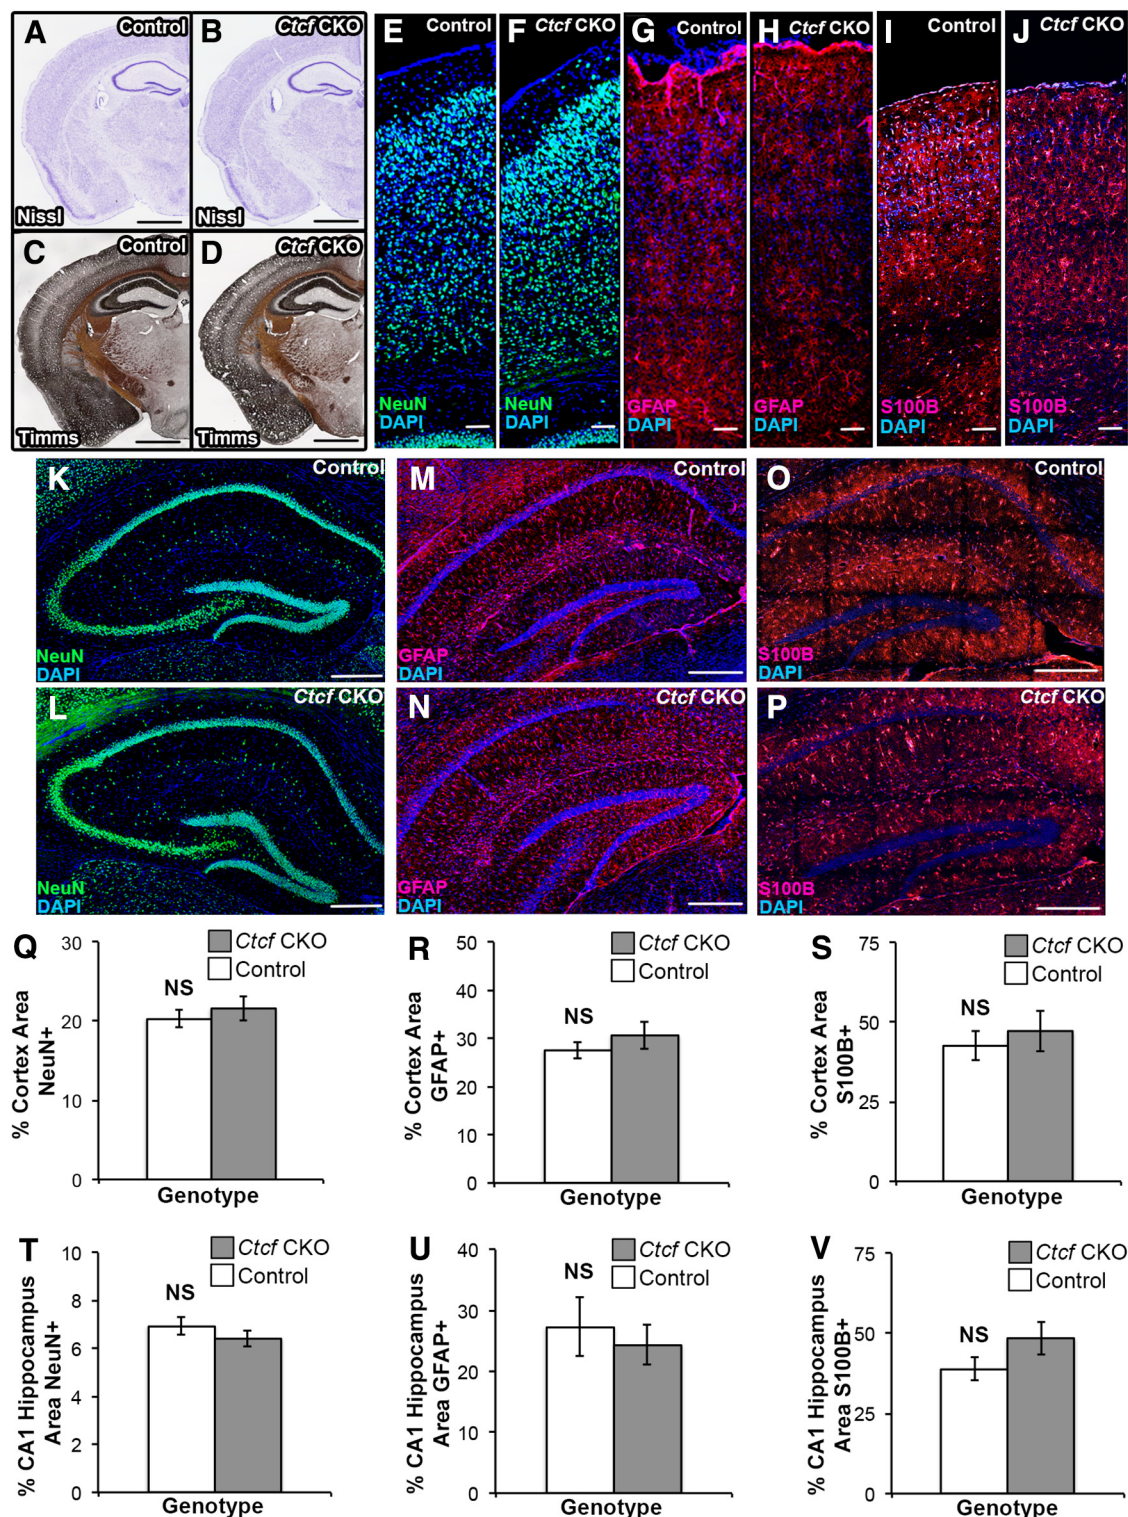 A Control
Nissl
B Ctcf CKO
Nissl
C Control
Timms
D Ctcf CKO
Timms
E Control
NeuN
DAPI
F Ctcf CKO
NeuN
DAPI
G Control
GFAP
DAPI
H Ctcf CKO
GFAP
DAPI
I Control
S100B
DAPI
J Ctcf CKO
S100B
DAPI
K Control
NeuN
DAPI
M Control
GFAP
DAPI
O Control
S100B
DAPI
L Ctcf CKO
NeuN
DAPI
N Ctcf CKO
GFAP
DAPI
P Ctcf CKO
S100B
DAPI
Q
Ctcf CKO
Control
NS
% Cortex Area
NeuN+
30
20
10
0
Genotype
R
Ctcf CKO
Control
NS
% Cortex Area
GFAP+
50
40
30
20
10
0
Genotype
S
Ctcf CKO
Control
NS
% Cortex Area
S100B+
75
50
25
0
Genotype
T
Ctcf CKO
Control
NS
% CA1 Hippocampus
Area NeuN+
10
8
6
4
2
0
Genotype
U
Ctcf CKO
Control
NS
% CA1 Hippocampus
Area GFAP+
40
30
20
10
0
Genotype
V
Ctcf CKO
Control
NS
% CA1 Hippocampus
Area S100B+
75
50
25
0
Genotype